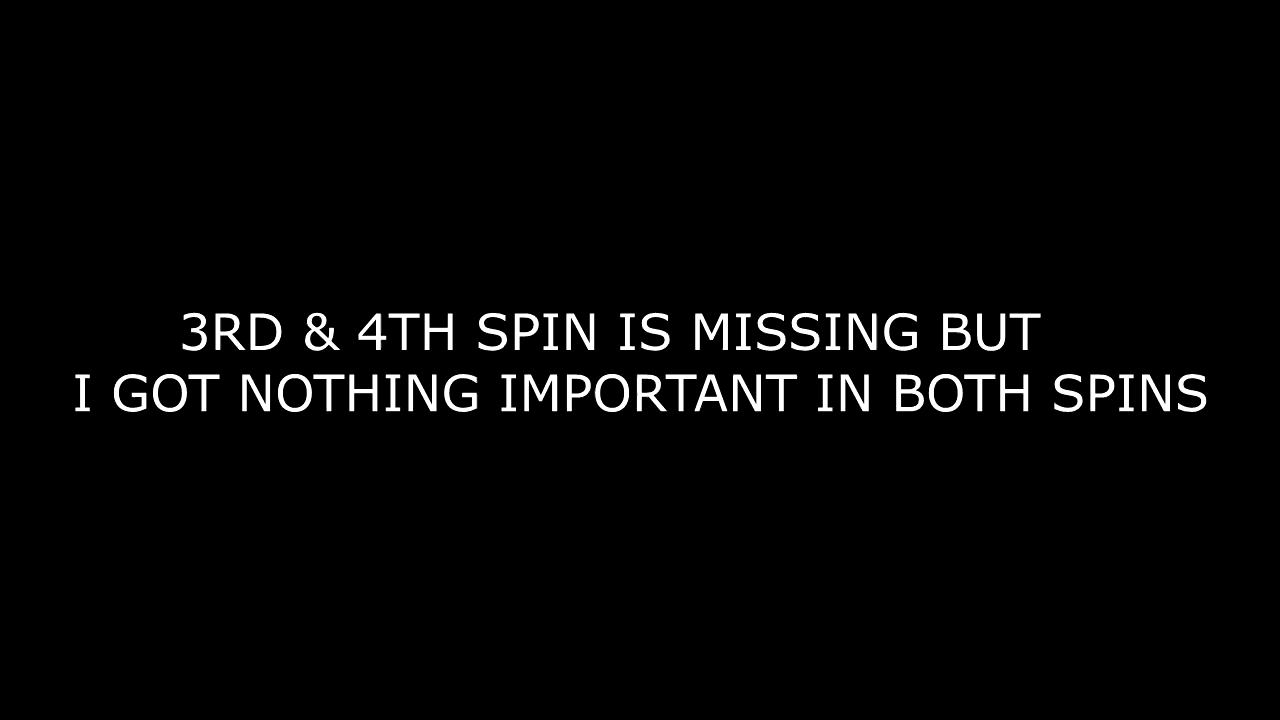 3RD & 4TH SPIN IS MISSING BUT
I GOT NOTHING IMPORTANT IN BOTH SPINS